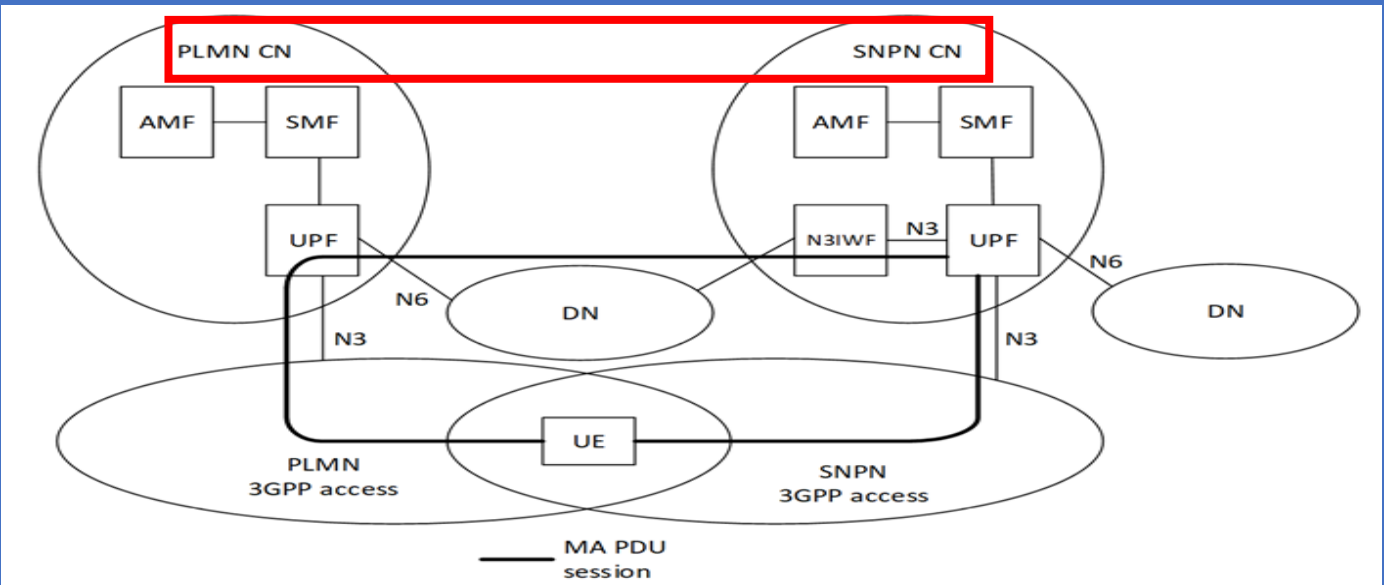 PLMN CN
SNPN CN
AMF
SMF
AMF
SMF
UPF
N3IWF
N3
UPF
N6
N6
DN
DN
N3
N3
UE
PLMN
3GPP access
SNPN
3GPP access
MA PDU
session